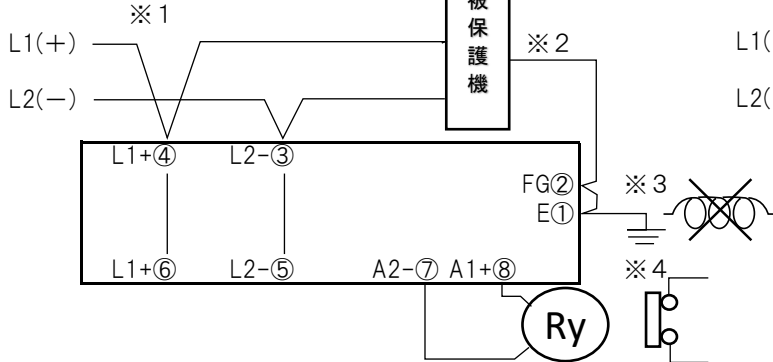 ※1
L1(+)
L2(−)
被保護機
※2
L1(
L2(
L1+④
L2-③
FG②
※3
E①
L1+⑥
L2-⑤
A2-⑦
A1+⑧
※4
Ry